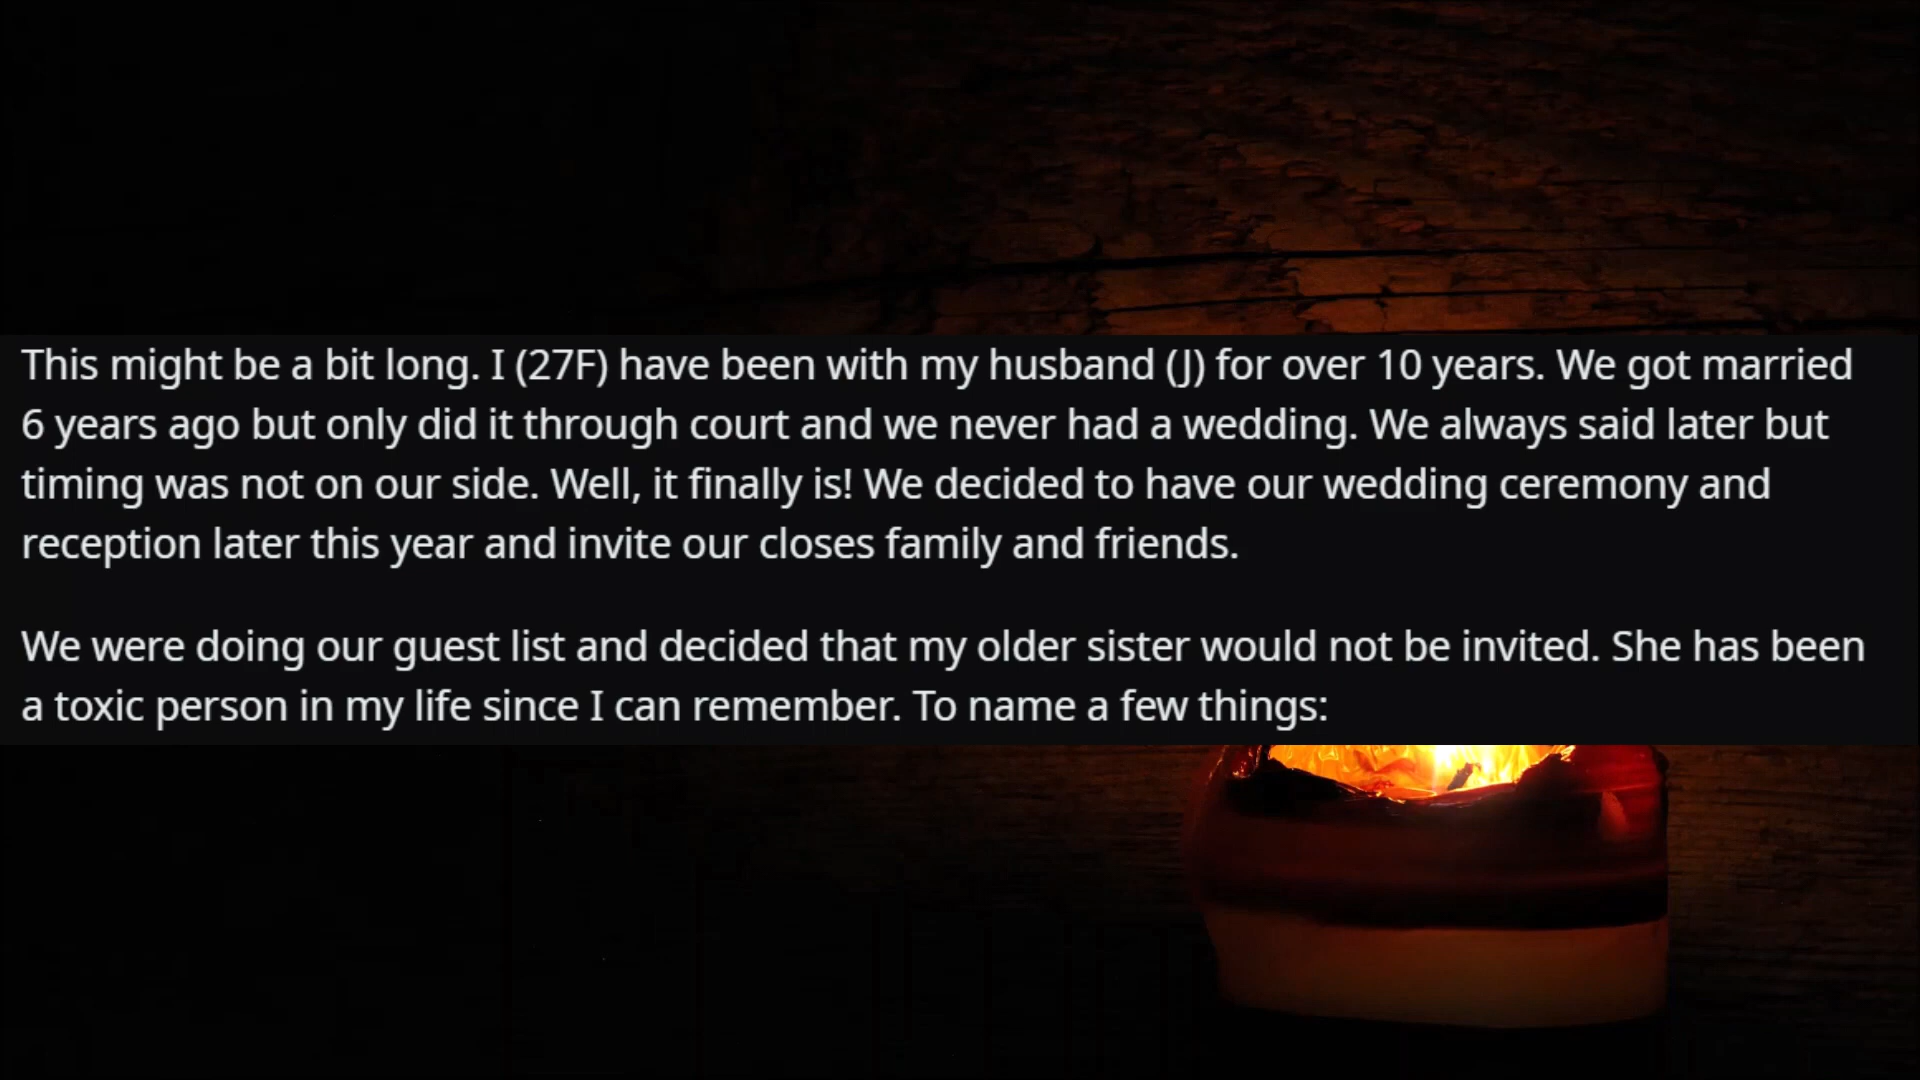 This might be a bit long. I (27F) have been with my husband (J) for over 10 years. We got married
6 years ago but only did it through court and we never had a wedding. We always said later but
timing was not on our side. Well, it finally is! We decided to have our wedding ceremony and
reception later this year and invite our closes family and friends.
We were doing our guest list and decided that my older sister would not be invited. She has been
a toxic person in my life since I can remember. To name a few things: